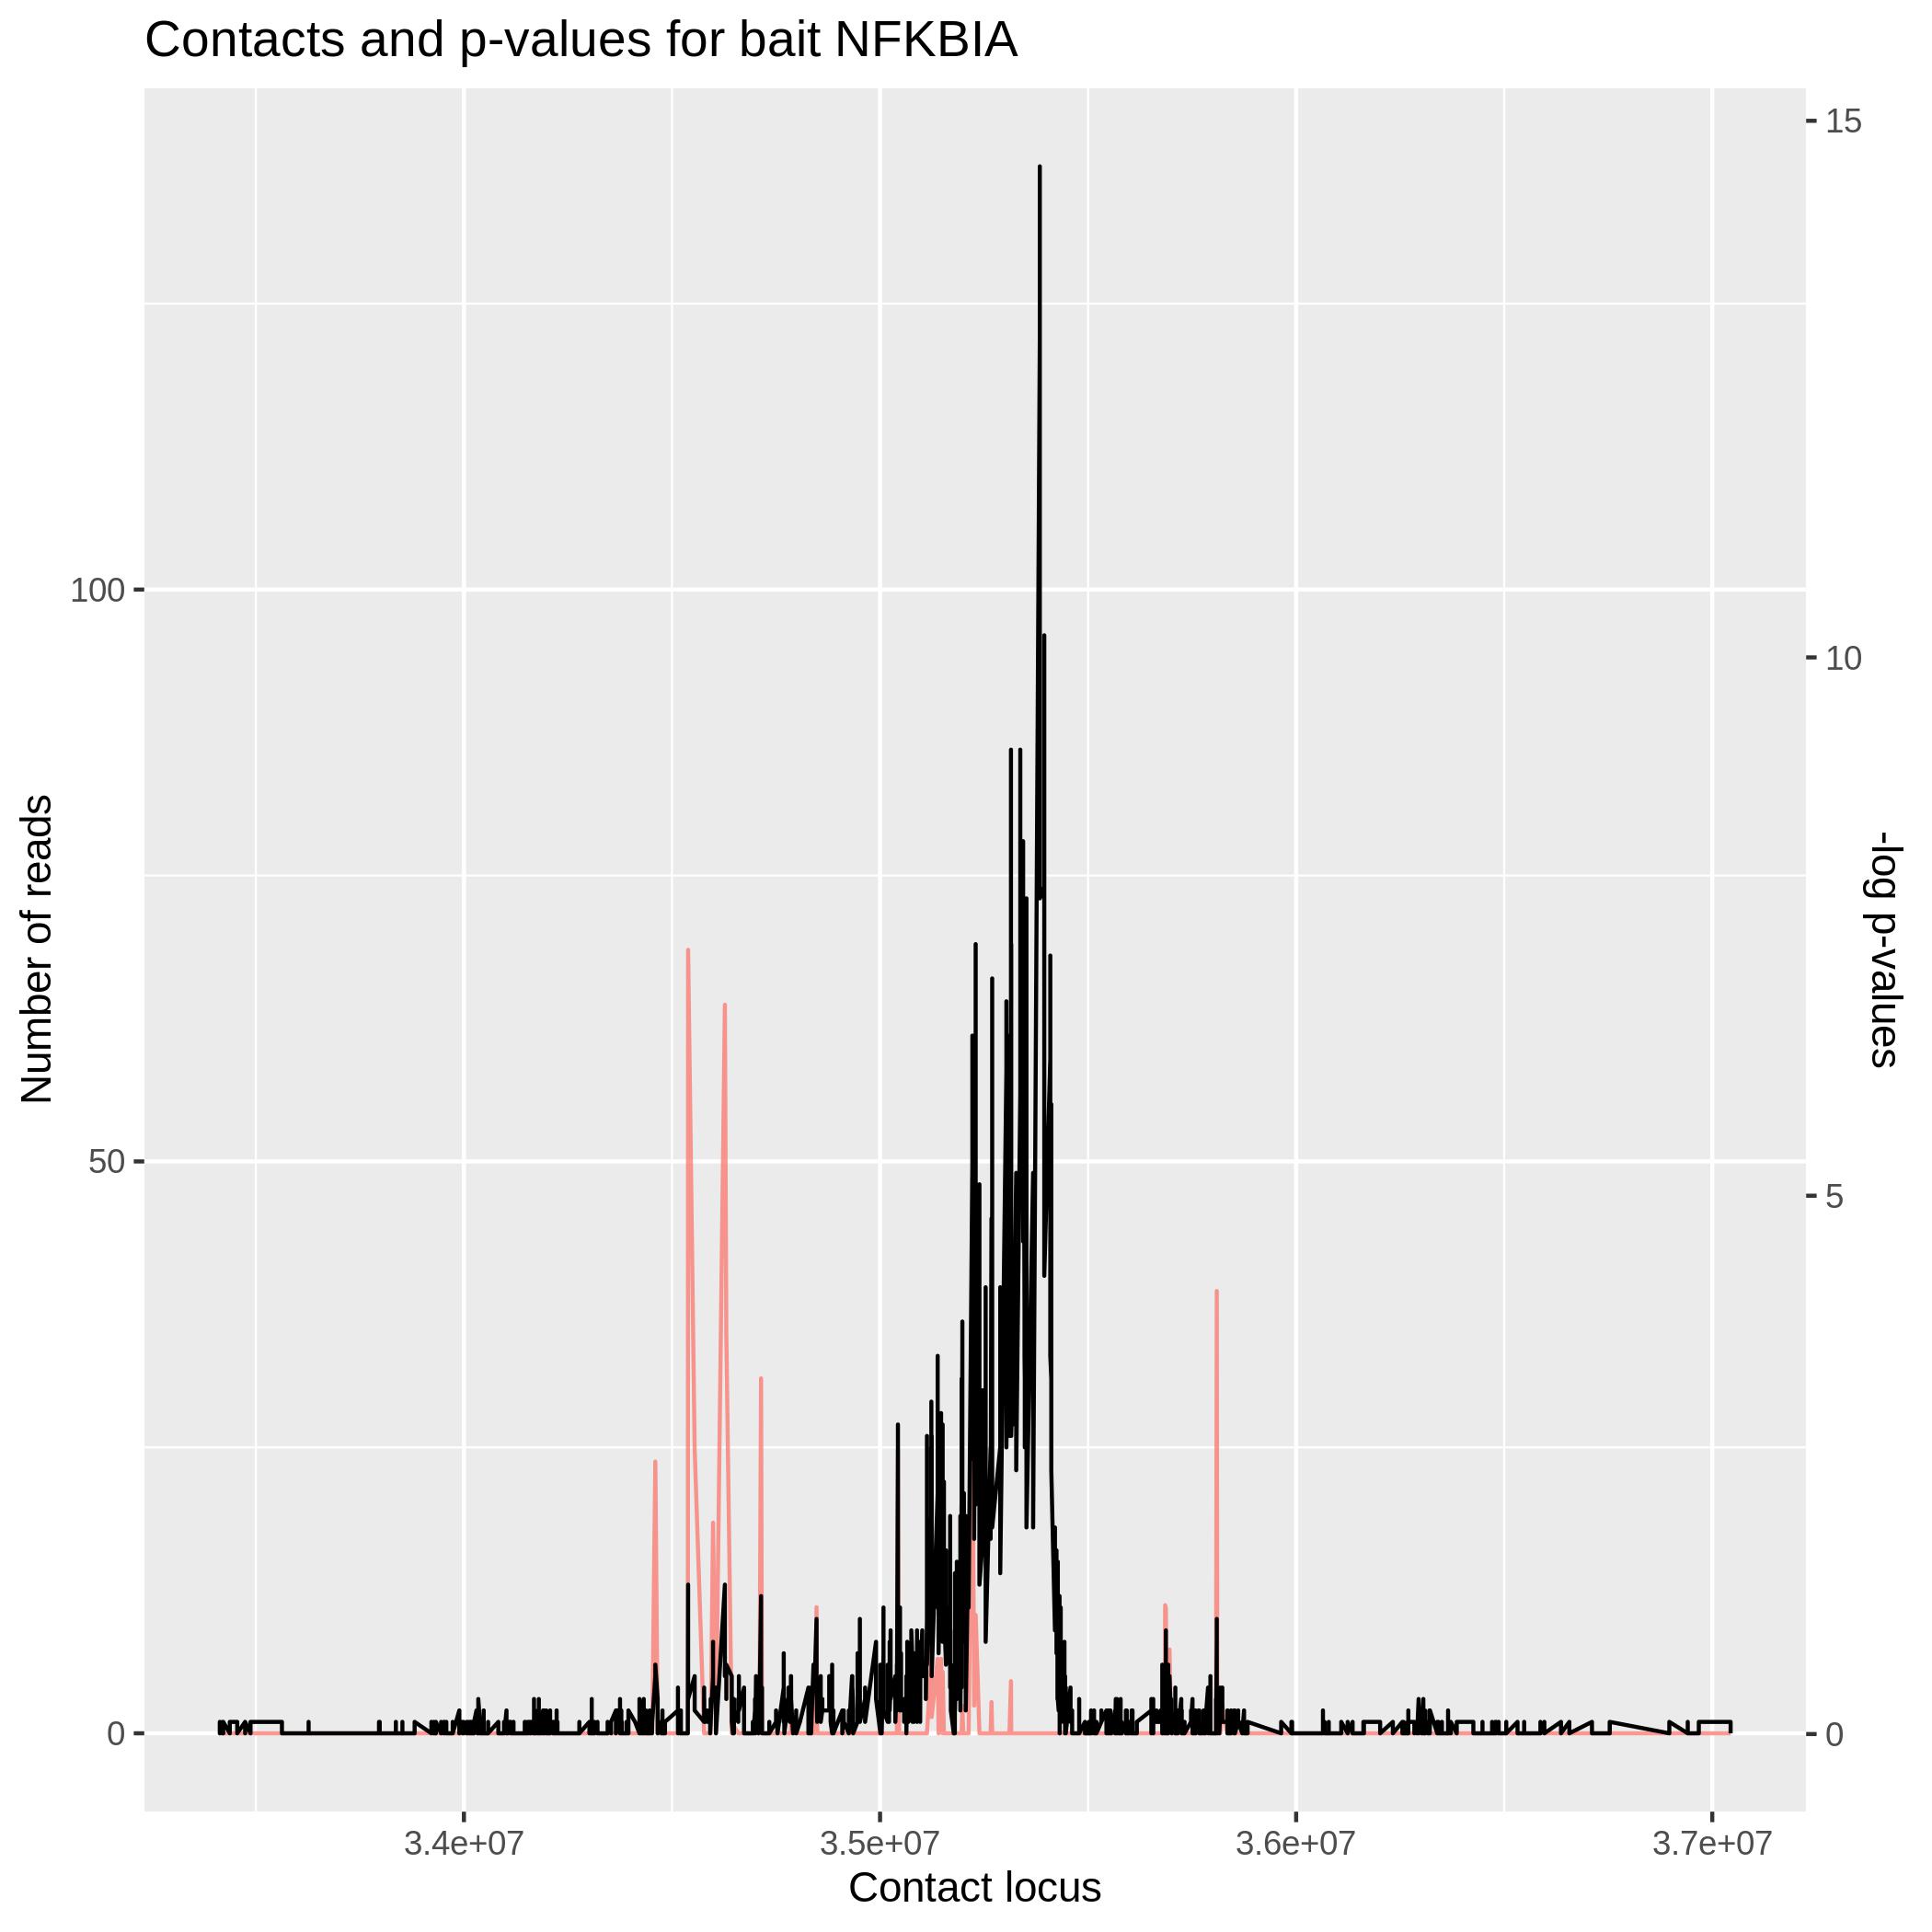 Contacts and p-values for bait NFKBIA
Number of reads
100
50
0
15
10
5
0
-log p-values
3.4e+07
3.5e+07
3.6e+07
3.7e+07
Contact locus